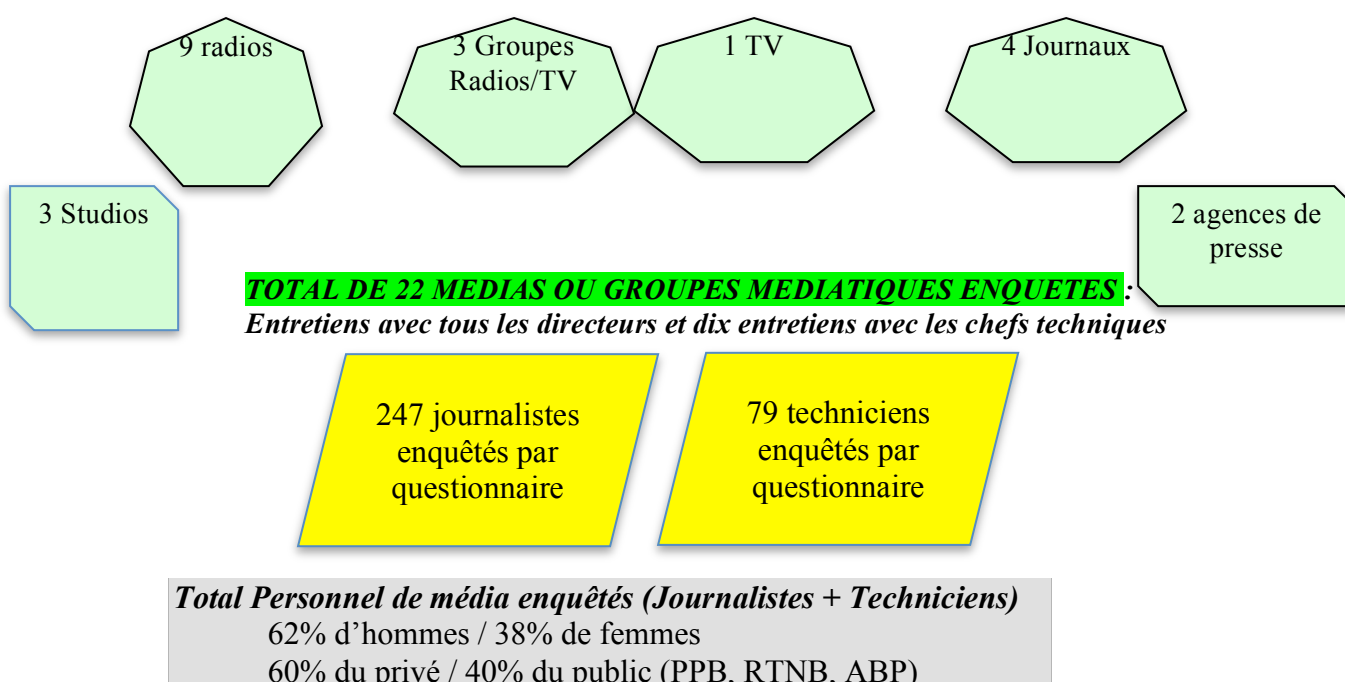 9 radios
3 Groupes
Radios/TV
1 TV
4 Journaux
3 Studios
2 agences de
presse
TOTAL DE 22 MEDIAS OU GROUPES MEDIATIQUES ENQUETES :
Entretiens avec tous les directeurs et dix entretiens avec les chefs techniques
247 journalistes
enquêtés par
questionnaire
79 techniciens
enquêtés par
questionnaire
Total Personnel de média enquêtés (Journalistes + Techniciens)
62% d’hommes / 38% de femmes
60% du privé / 40% du public (PPB, RTNB, ABP)